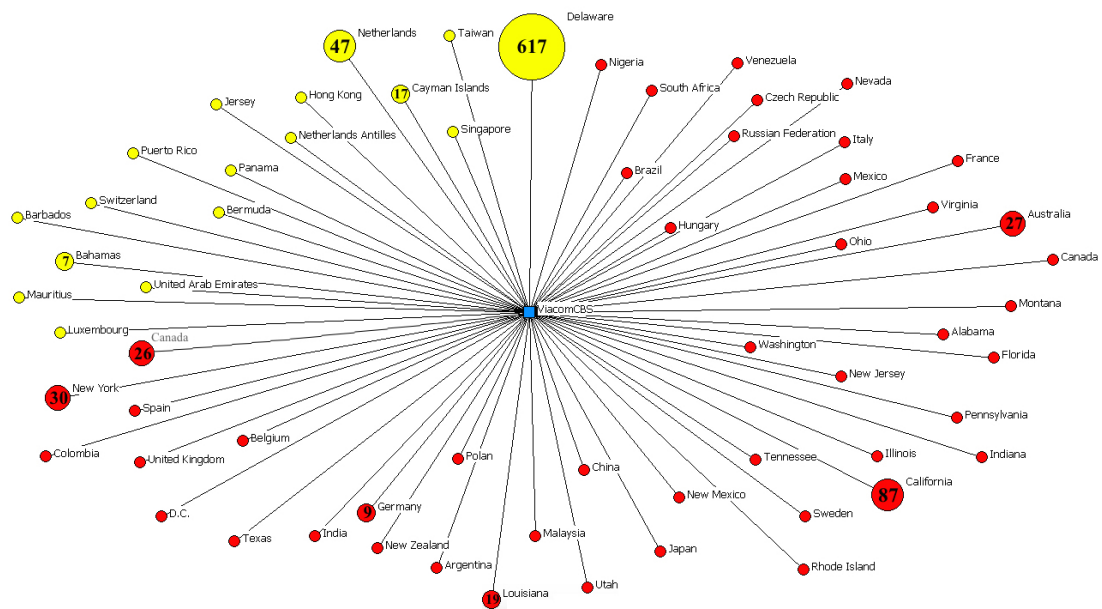 Delaware
617
Netherlands
47
Taiwan
Nigeria
Venezuela
Nevada
South Africa
Czech Republic
Cayman Islands
17
Hong Kong
Jersey
Singapore
Netherlands Antilles
Russian Federation
Italy
Puerto Rico
Panama
Brazil
Mexico
France
Switzerland
Bermuda
Barbados
Virginia
Australia
27
Hungary
Ohio
Bahamas
7
Canada
United Arab Emirates
Mauritius
Montana
ViacomCBS
Luxembourg
Alabama
Canada
26
Washington
Florida
New York
30
New Jersey
Spain
Pennsylvania
Belgium
Colombia
United Kingdom
Polan
China
Tennessee
Illinois
Indiana
California
87
New Mexico
Germany
9
D.C.
Sweden
Texas
India
New Zealand
Malaysia
Japan
Argentina
Rhode Island
Utah
Louisiana
19